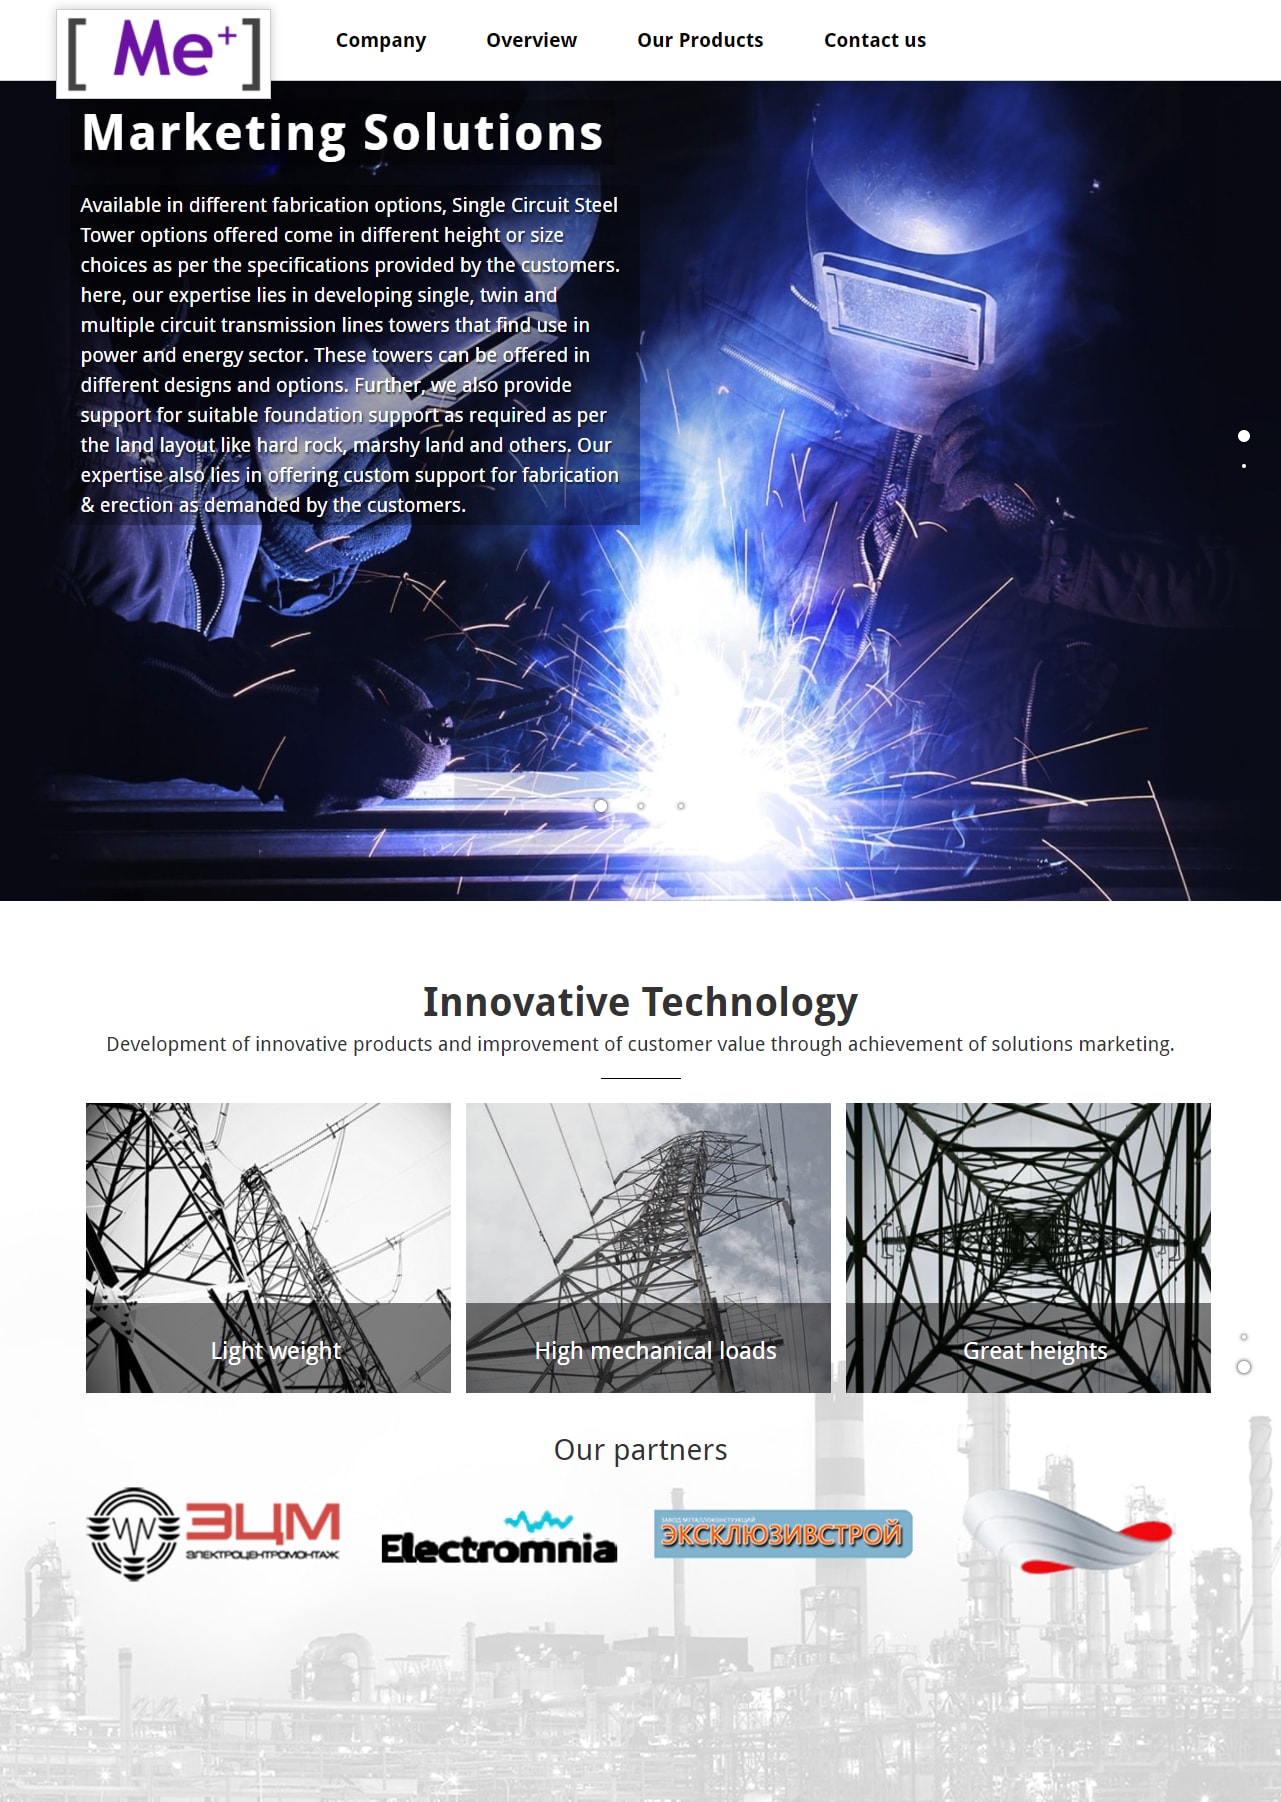 [ Me+ ]
Company Overview Our Products Contact us
Marketing Solutions
Available in different fabrication options, Single Circuit Steel
Tower options offered come in different height or size
choices as per the specifications provided by the customers.
here, our expertise lies in developing single, twin and
multiple circuit transmission lines towers that find use in
power and energy sector. These towers can be offered in
different designs and options. Further, we also provide
support for suitable foundation support as required as per
the land layout like hard rock, marshy land and others. Our
expertise also lies in offering custom support for fabrication
& erection as demanded by the customers.
Innovative Technology
Development of innovative products and improvement of customer value through achievement of solutions marketing.
Light weight
High mechanical loads
Great heights
Our partners
ЭЦМ
ЭЛЕКТРОЦЕНТРОМОНТАЖ
Electromnia
ЗАВОД МЕТАЛЛОКОНСТРУКЦИЙ
ЭКСКЛЮЗИВСТРОЙ